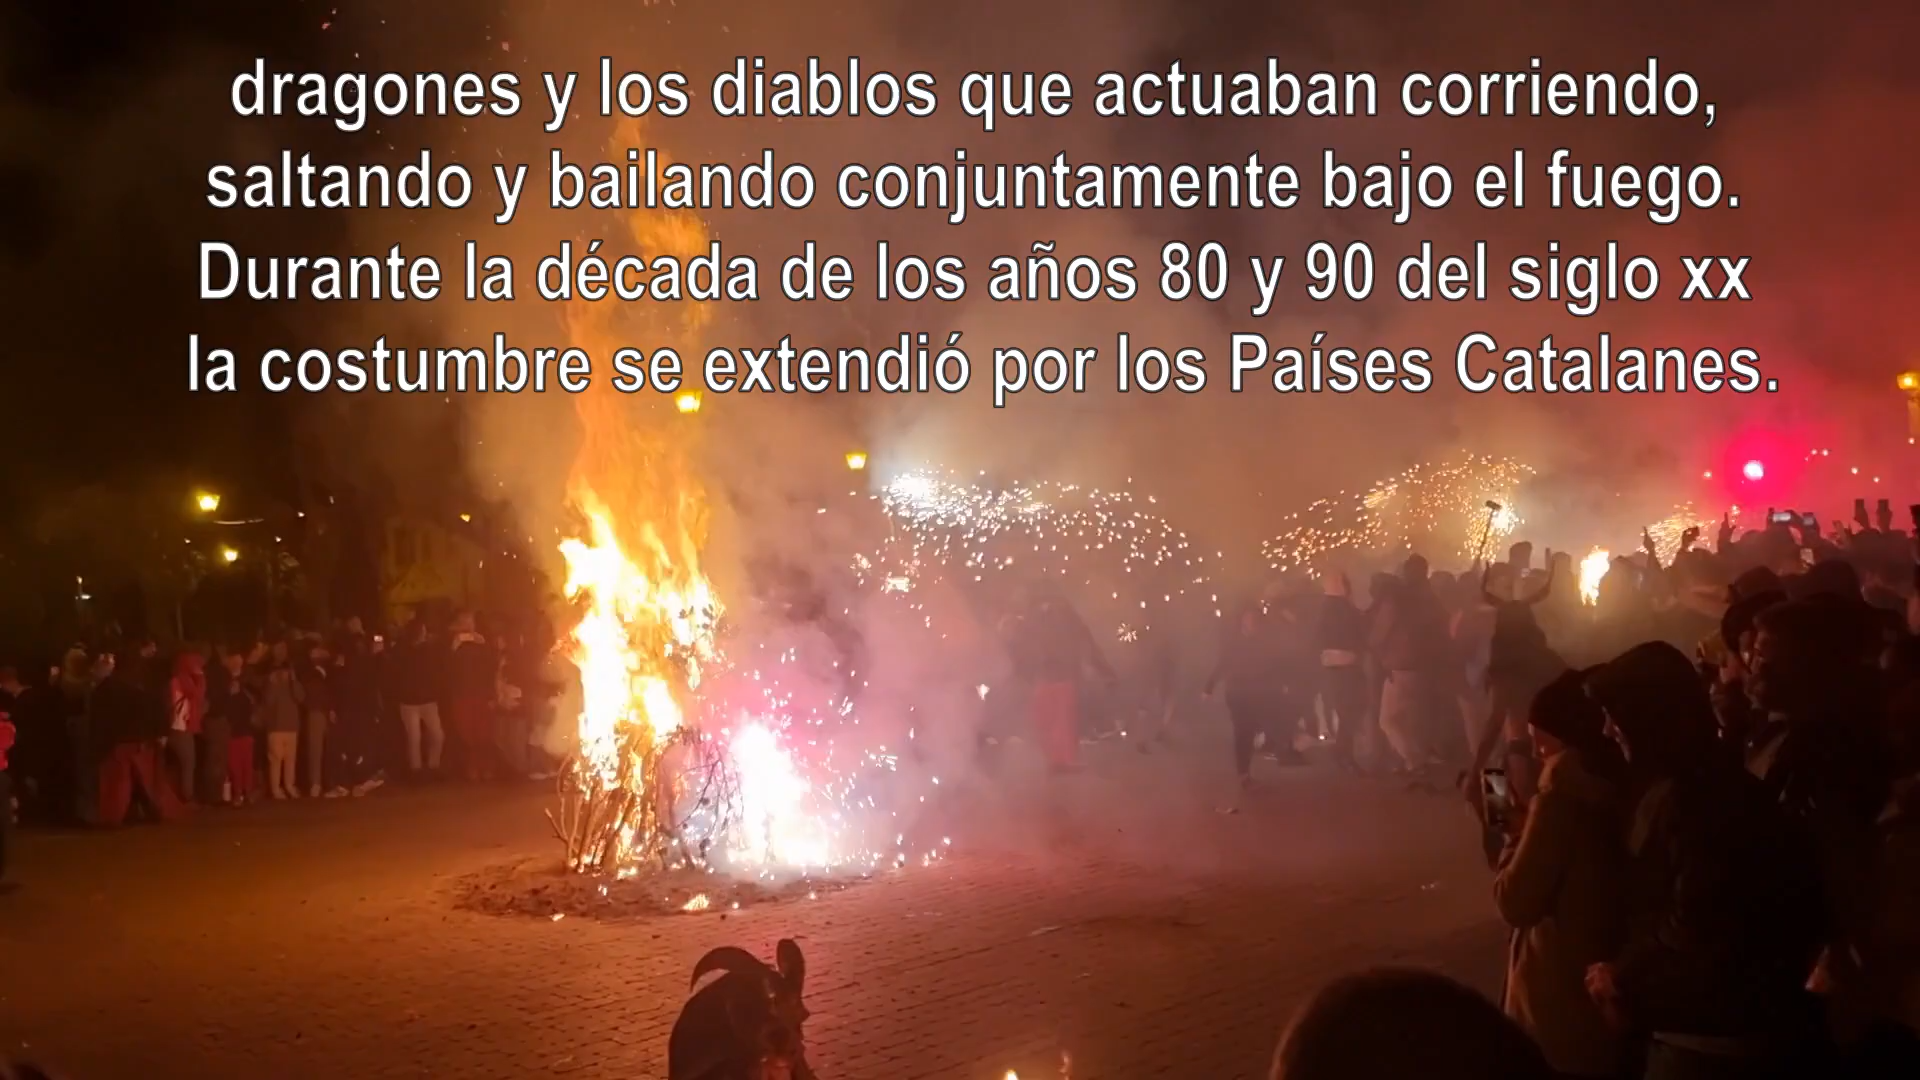 dragones y los diablos que actuaban corriendo,
saltando y bailando conjuntamente bajo el fuego.
Durante la década de los años 80 y 90 del siglo xx
la costumbre se extendió por los Países Catalanes.